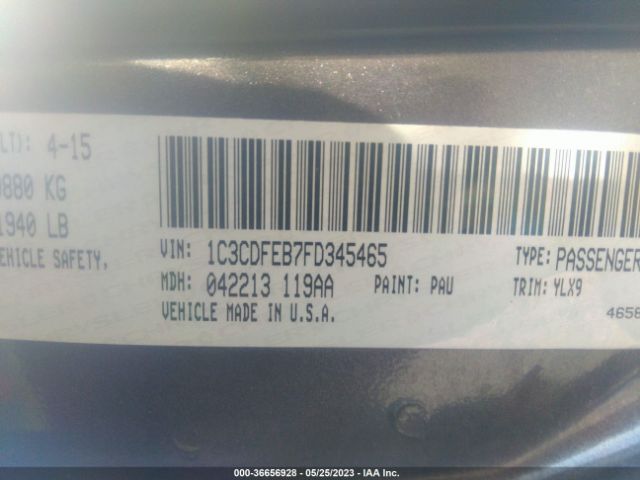 LT): 4-15
0880 KG
1940 LB
EHICLE SAFETY,
VIN: 1C3CDFEB7FD345465
TYPE: PASSENGER
MDH: 042213 119AA
PAINT: PAU
TRIM: YLX9
VEHICLE MADE IN U.S.A.
4658
000-36656928 - 05/25/2023 - IAA Inc.